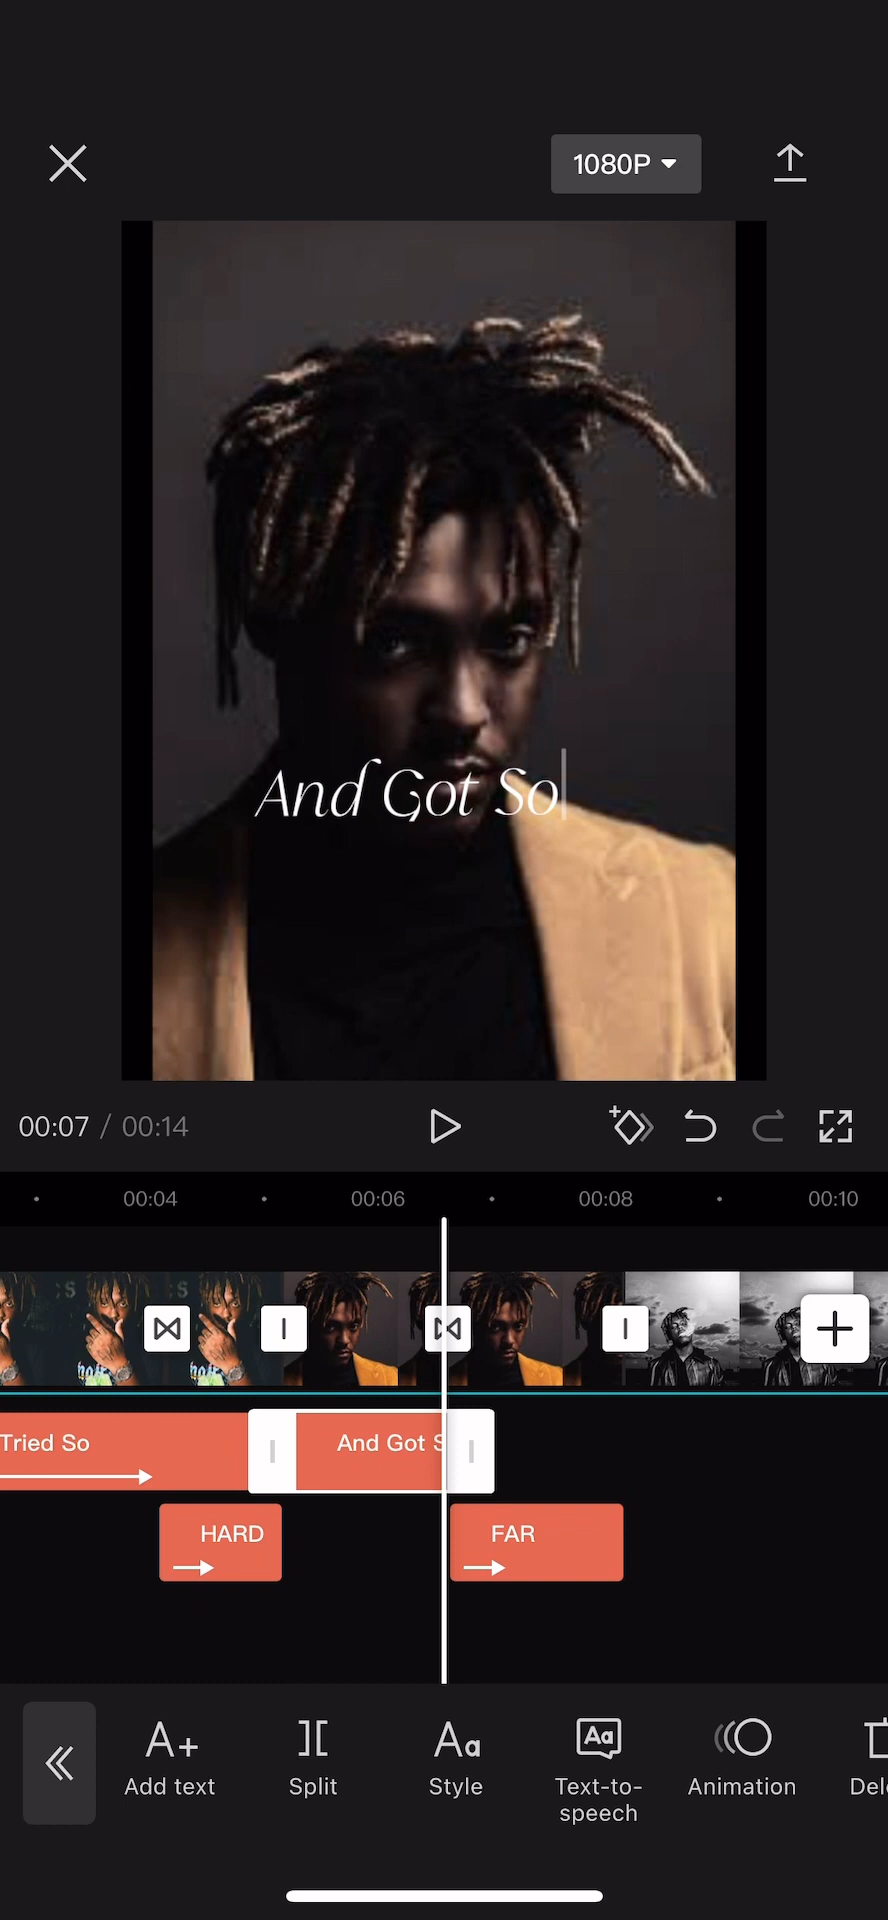 1080P
And Got So
00:07 / 00:14
00:04
00:06
00:08
00:10
Tried So
And Got S
HARD
FAR
Add text
Split
Style
Text-to-
speech
Animation